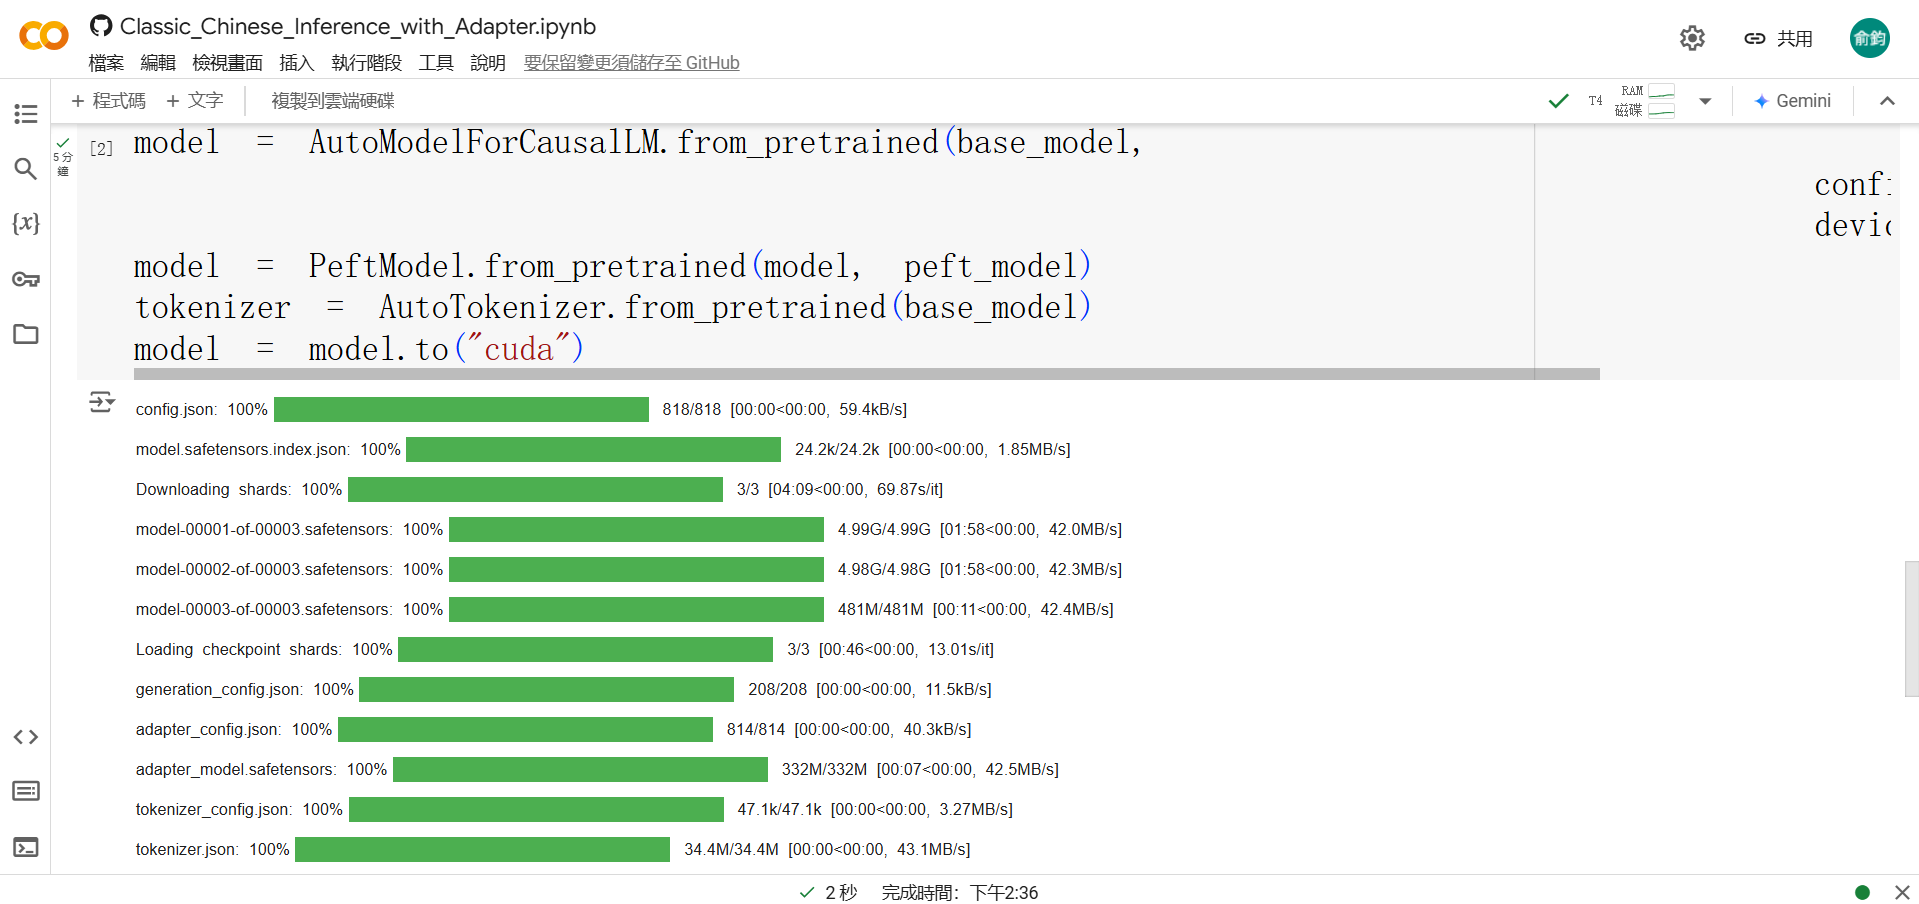 Classic_Chinese_Inference_with_Adapter.ipynb
檔案 編輯 檢視畫面 插入 執行階段 工具 說明 要保留變更須儲存至 GitHub
共用
俞鈞
+ 程式碼 + 文字 複製到雲端硬碟
T4 RAM 磁碟 Gemini
5 分鐘
[2] model = AutoModelForCausalLM.from_pretrained(base_model,
confi
devic
model = PeftModel.from_pretrained(model, peft_model)
tokenizer = AutoTokenizer.from_pretrained(base_model)
model = model.to("cuda")
config.json: 100% 818/818 [00:00<00:00, 59.4kB/s]
model.safetensors.index.json: 100% 24.2k/24.2k [00:00<00:00, 1.85MB/s]
Downloading shards: 100% 3/3 [04:09<00:00, 69.87s/it]
model-00001-of-00003.safetensors: 100% 4.99G/4.99G [01:58<00:00, 42.0MB/s]
model-00002-of-00003.safetensors: 100% 4.98G/4.98G [01:58<00:00, 42.3MB/s]
model-00003-of-00003.safetensors: 100% 481M/481M [00:11<00:00, 42.4MB/s]
Loading checkpoint shards: 100% 3/3 [00:46<00:00, 13.01s/it]
generation_config.json: 100% 208/208 [00:00<00:00, 11.5kB/s]
adapter_config.json: 100% 814/814 [00:00<00:00, 40.3kB/s]
adapter_model.safetensors: 100% 332M/332M [00:07<00:00, 42.5MB/s]
tokenizer_config.json: 100% 47.1k/47.1k [00:00<00:00, 3.27MB/s]
tokenizer.json: 100% 34.4M/34.4M [00:00<00:00, 43.1MB/s]
2 秒 完成時間：下午2:36